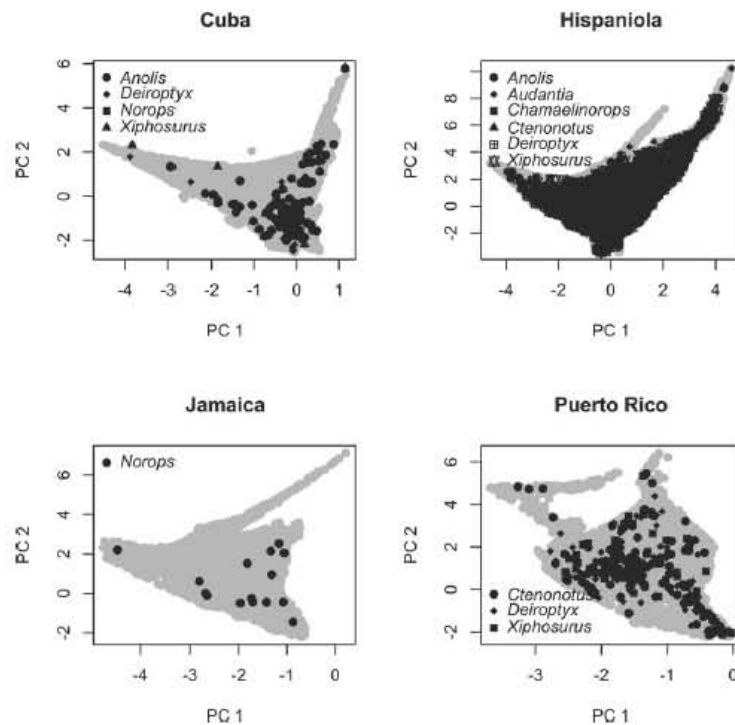 Cuba
Anolis
Deiroptyx
Norops
Xiphosurus
PC 2
6
4
2
0
-2
-4 -3 -2 -1 0 1
PC 1
Hispaniola
Anolis
Audantia
Chamaelinorops
Ctenonotus
Deiroptyx
Xiphosurus
PC 2
8
6
4
2
0
-2
-4 -2 0 2 4
PC 1
Jamaica
Norops
PC 2
6
4
2
0
-2
-4 -3 -2 -1 0
PC 1
Puerto Rico
Ctenonotus
Deiroptyx
Xiphosurus
PC 2
6
4
2
0
-2
-3 -2 -1 0
PC 1